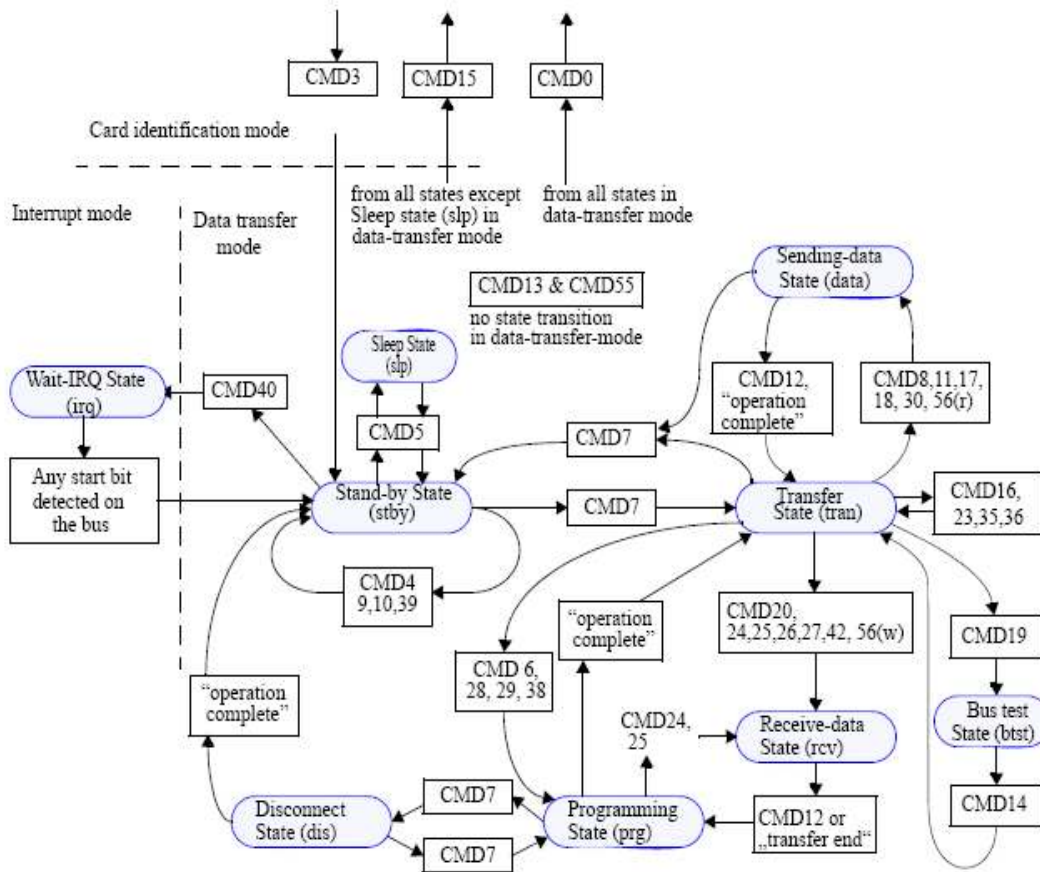 CMD3
CMD15
CMD0
Card identification mode
from all states except
Sleep state (slp) in
data-transfer mode
from all states in
data-transfer mode
Interrupt mode
Data transfer
mode
Sending-data
State (data)
CMD13 & CMD55
no state transition
in data-transfer-mode
Sleep State
(slp)
Wait-IRQ State
(irq)
CMD40
CMD5
CMD12,
“operation
complete”
CMD8,11,17,
18, 30, 56(r)
CMD7
Any start bit
detected on
the bus
Stand-by State
(stby)
CMD7
Transfer
State (tran)
CMD16,
23,35,36
CMD4
9,10,39
“operation
complete”
CMD20,
24,25,26,27,42, 56(w)
CMD19
CMD 6,
28, 29, 38
“operation
complete”
CMD24,
25
Receive-data
State (rcv)
Bus test
State (btst)
Disconnect
State (dis)
CMD7
CMD7
Programming
State (prg)
CMD12 or
„transfer end“
CMD14